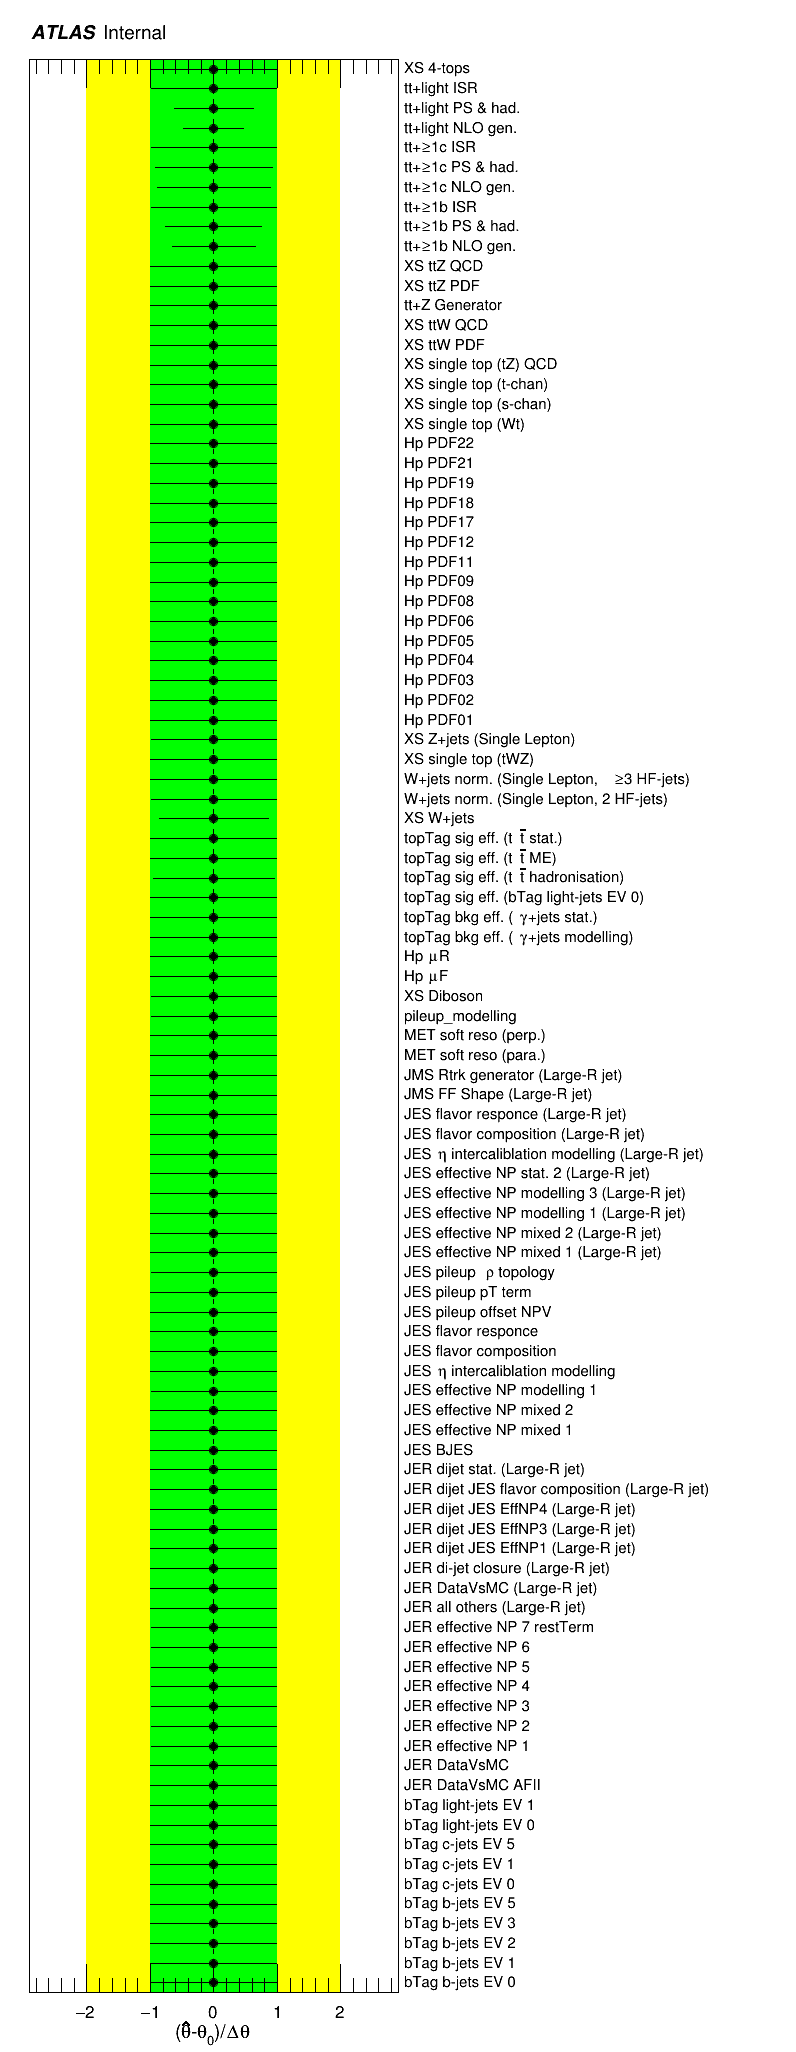 ATLAS Internal
XS 4-tops
tt+light ISR
tt+light PS & had.
tt+light NLO gen.
tt+≥1c ISR
tt+≥1c PS & had.
tt+≥1c NLO gen.
tt+≥1b ISR
tt+≥1b PS & had.
tt+≥1b NLO gen.
XS ttZ QCD
XS ttZ PDF
tt+Z Generator
XS ttW QCD
XS ttW PDF
XS single top (tZ) QCD
XS single top (t-chan)
XS single top (s-chan)
XS single top (Wt)
Hp PDF22
Hp PDF21
Hp PDF19
Hp PDF18
Hp PDF17
Hp PDF12
Hp PDF11
Hp PDF09
Hp PDF08
Hp PDF06
Hp PDF05
Hp PDF04
Hp PDF03
Hp PDF02
Hp PDF01
XS Z+jets (Single Lepton)
XS single top (tWZ)
W+jets norm. (Single Lepton, ≥3 HF-jets)
W+jets norm. (Single Lepton, 2 HF-jets)
XS W+jets
topTag sig eff. (t t̄ stat.)
topTag sig eff. (t t̄ ME)
topTag sig eff. (t t̄ hadronisation)
topTag sig eff. (bTag light-jets EV 0)
topTag bkg eff. ( γ+jets stat.)
topTag bkg eff. ( γ+jets modelling)
Hp μR
Hp μF
XS Diboson
pileup_modelling
MET soft reso (perp.)
MET soft reso (para.)
JMS Rtrk generator (Large-R jet)
JMS FF Shape (Large-R jet)
JES flavor responce (Large-R jet)
JES flavor composition (Large-R jet)
JES η intercaliblation modelling (Large-R jet)
JES effective NP stat. 2 (Large-R jet)
JES effective NP modelling 3 (Large-R jet)
JES effective NP modelling 1 (Large-R jet)
JES effective NP mixed 2 (Large-R jet)
JES effective NP mixed 1 (Large-R jet)
JES pileup ρ topology
JES pileup pT term
JES pileup offset NPV
JES flavor responce
JES flavor composition
JES η intercaliblation modelling
JES effective NP modelling 1
JES effective NP mixed 2
JES effective NP mixed 1
JES BJES
JER dijet stat. (Large-R jet)
JER dijet JES flavor composition (Large-R jet)
JER dijet JES EffNP4 (Large-R jet)
JER dijet JES EffNP3 (Large-R jet)
JER dijet JES EffNP1 (Large-R jet)
JER di-jet closure (Large-R jet)
JER DataVsMC (Large-R jet)
JER all others (Large-R jet)
JER effective NP 7 restTerm
JER effective NP 6
JER effective NP 5
JER effective NP 4
JER effective NP 3
JER effective NP 2
JER effective NP 1
JER DataVsMC
JER DataVsMC AFII
bTag light-jets EV 1
bTag light-jets EV 0
bTag c-jets EV 5
bTag c-jets EV 1
bTag c-jets EV 0
bTag b-jets EV 5
bTag b-jets EV 3
bTag b-jets EV 2
bTag b-jets EV 1
bTag b-jets EV 0
−2 −1 0 1 2
(θ̂-θ₀)/Δθ